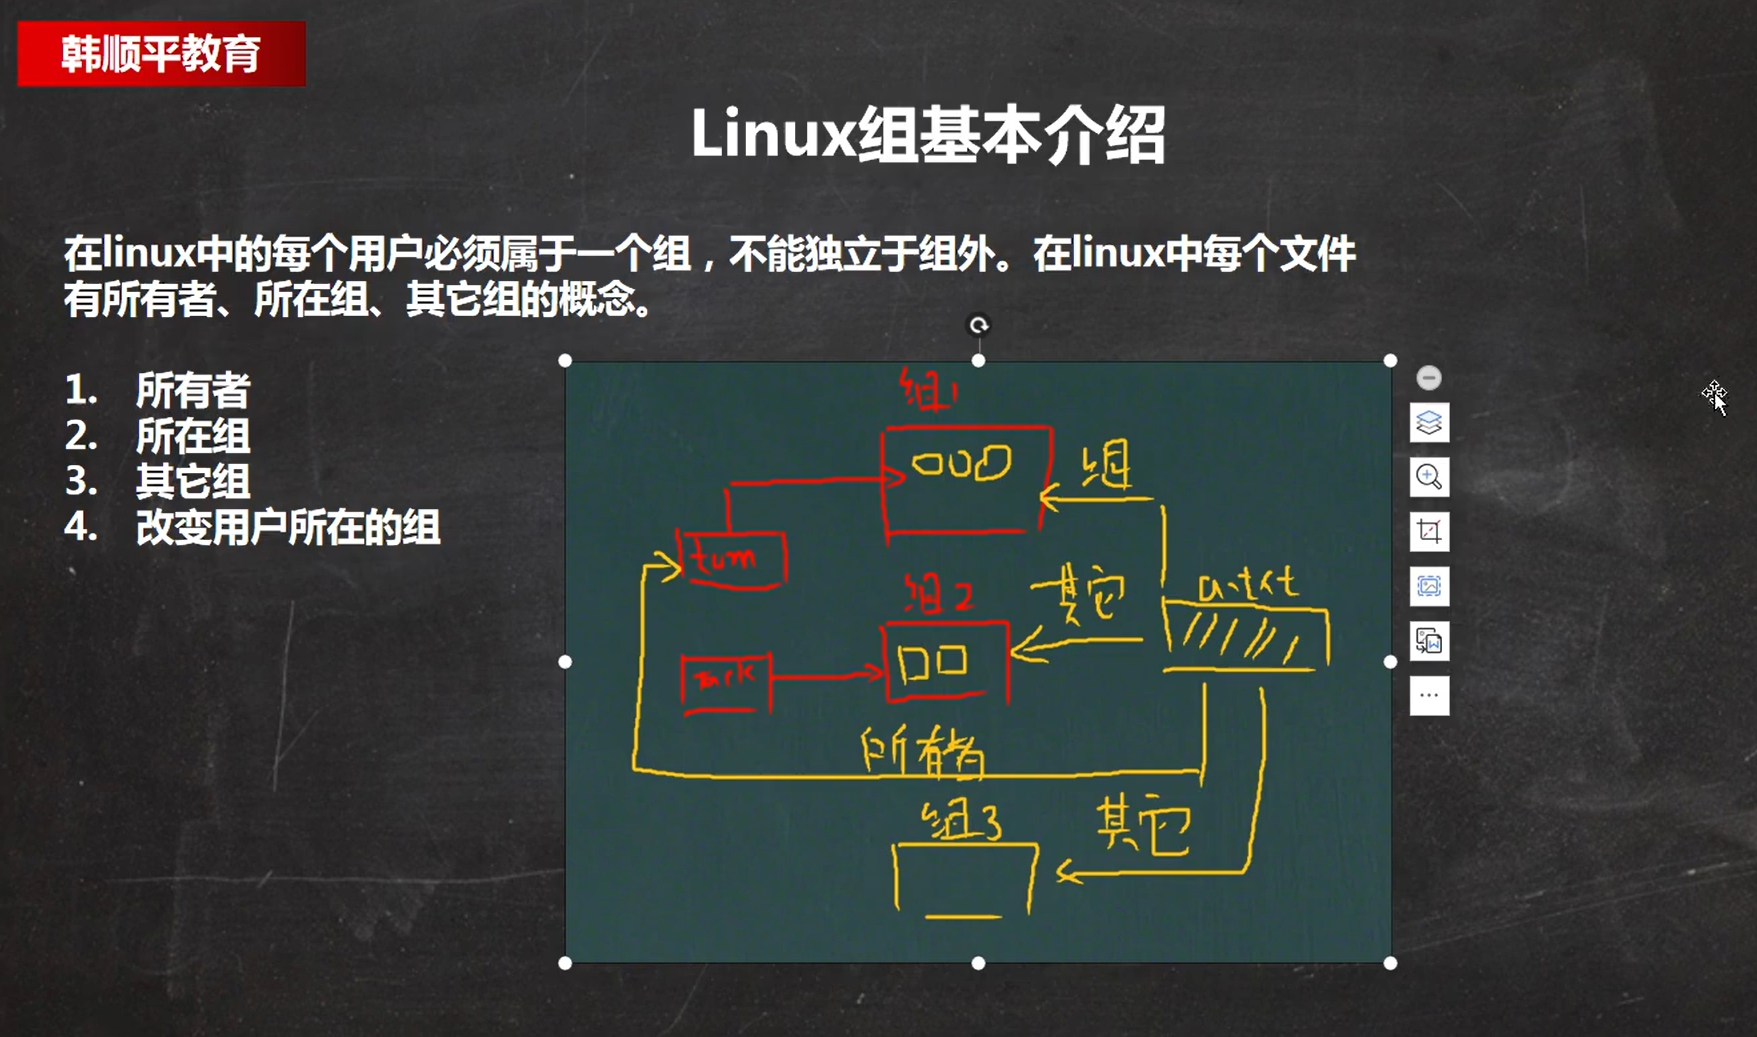 韩顺平教育
Linux组基本介绍
在linux中的每个用户必须属于一个组，不能独立于组外。在linux中每个文件
有所有者、所在组、其它组的概念。
1. 所有者
2. 所在组
3. 其它组
4. 改变用户所在的组
组1
组
tom
组2
其它
a.txt
所有者
组3
其它